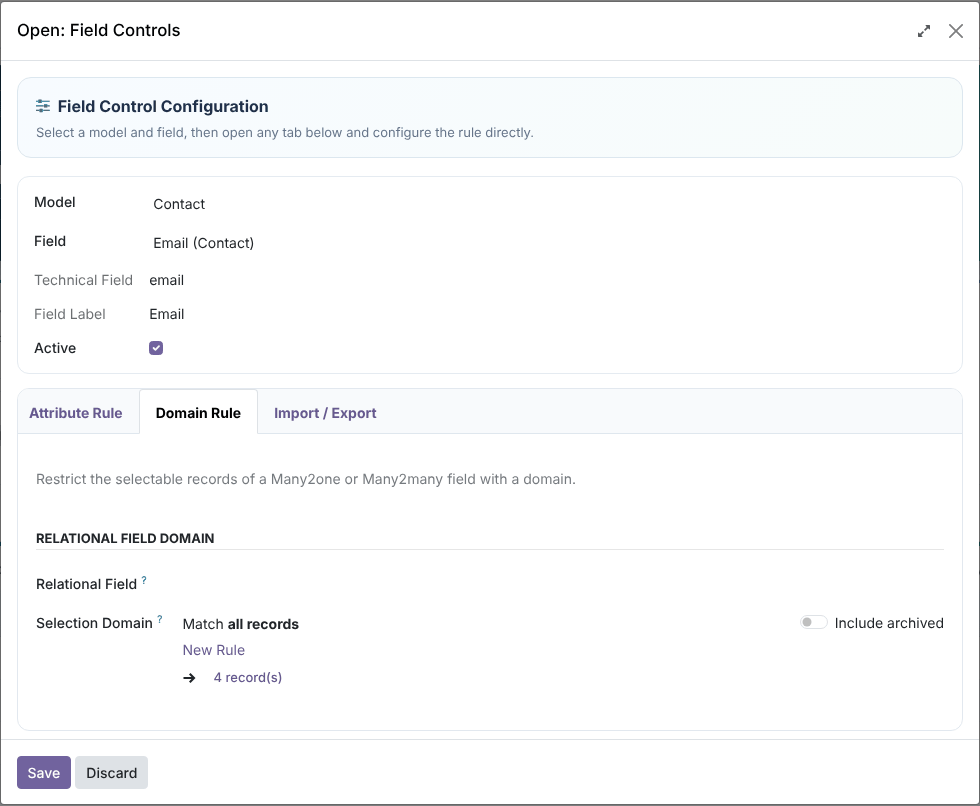 Open: Field Controls
Field Control Configuration
Select a model and field, then open any tab below and configure the rule directly.
Model Contact
Field Email (Contact)
Technical Field email
Field Label Email
Active
Attribute Rule Domain Rule Import / Export
Restrict the selectable records of a Many2one or Many2many field with a domain.
RELATIONAL FIELD DOMAIN
Relational Field ?
Selection Domain ? Match all records Include archived
New Rule
→ 4 record(s)
Save Discard